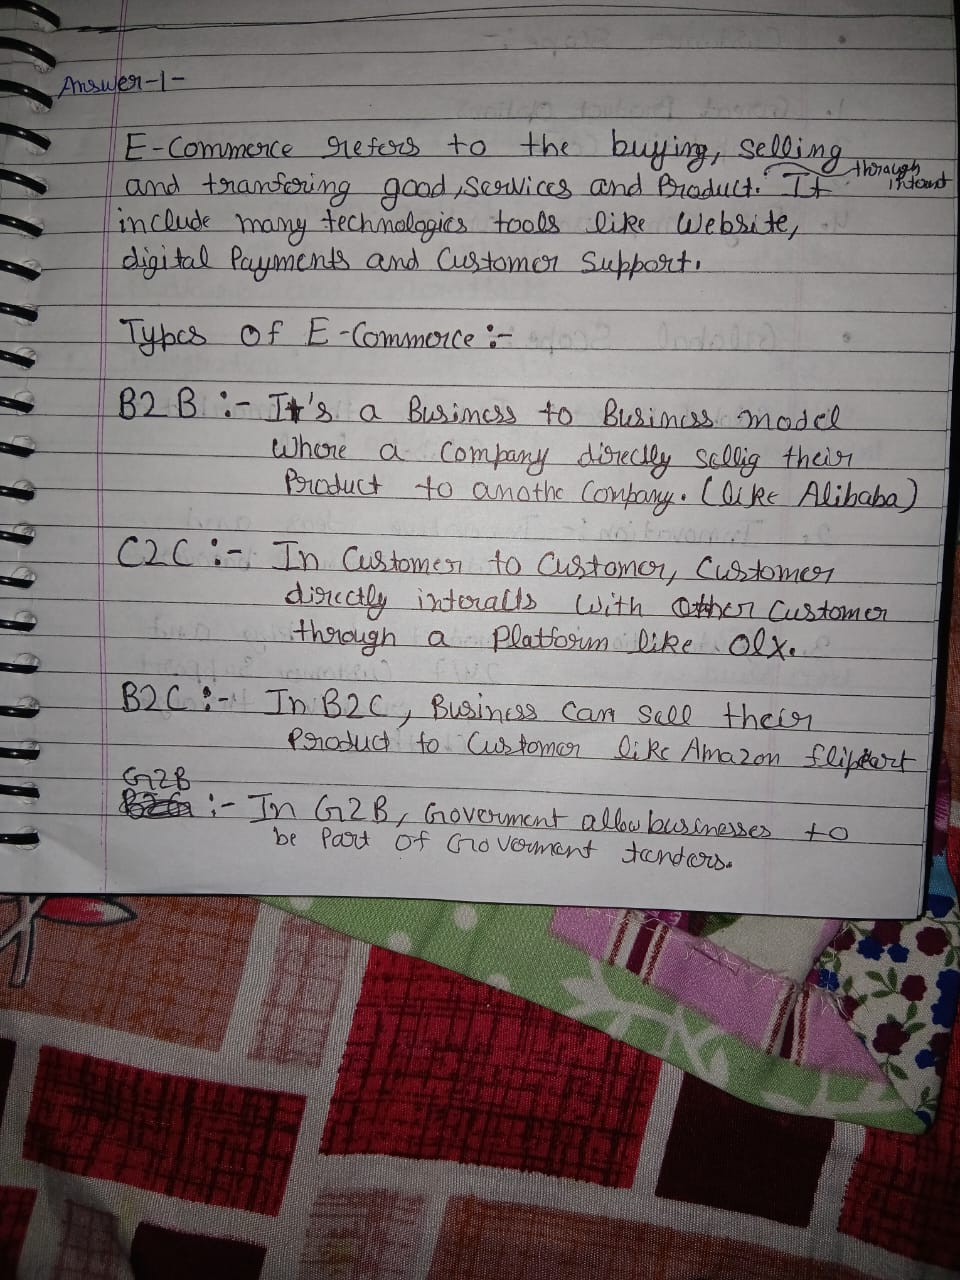 Answer-1-
E-Commerce refers to the buying, selling
and tranfering good, services and Product. It through
include many technologies tools like Website,
digital Payments and Customer Support.
Types of E-Commerce :-
B2B :- It's a Business to Business model
Where a Company directly sellig their
Product to anothe Company. (like Alibaba)
C2C :- In Customer to Customer, Customer
directly interacts with Other Customer
through a Platform like Olx.
B2C :- In B2C, Business Can Sell their
Product to Customer like Amazon flipkart
G2B
:- In G2B, Goverment allow businesses to
be Part of Goverment tenders.